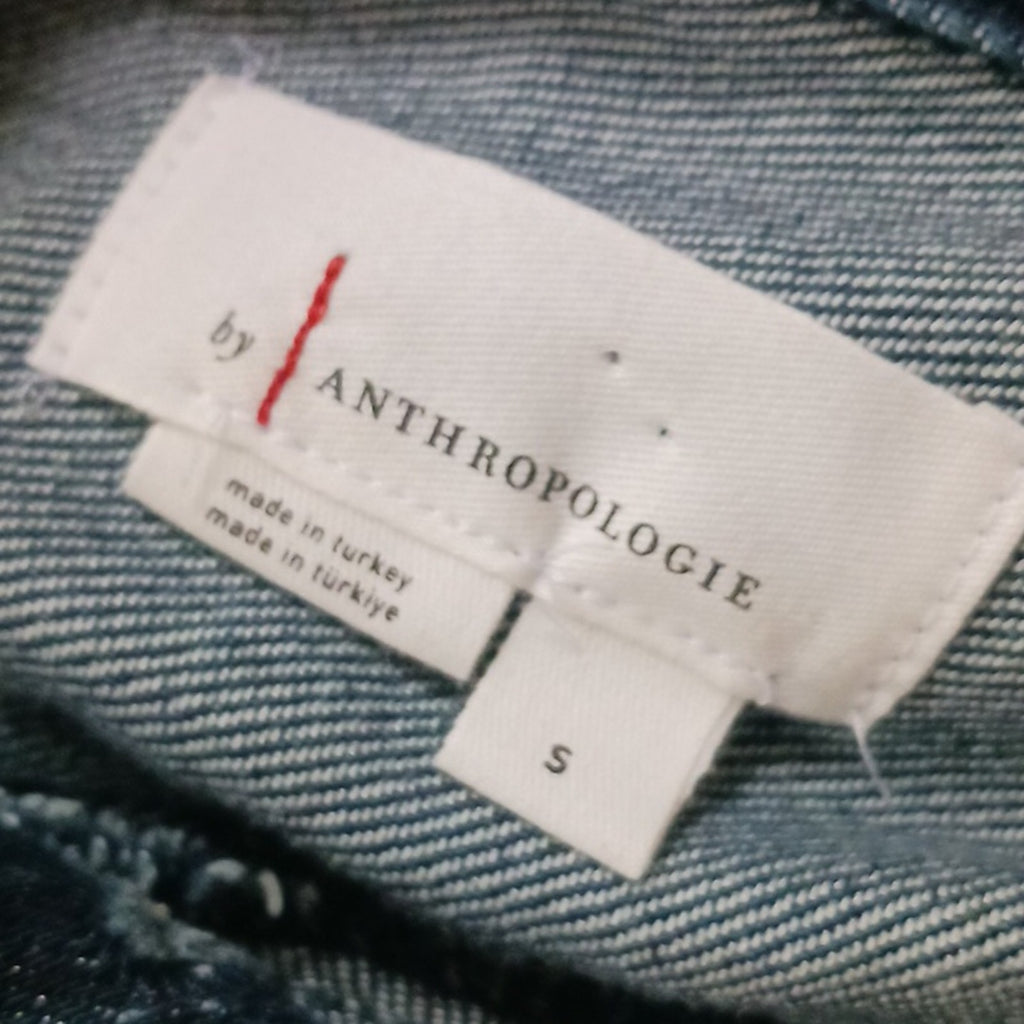 by ANTHROPOLOGIE
made in turkey
made in türkiye
S